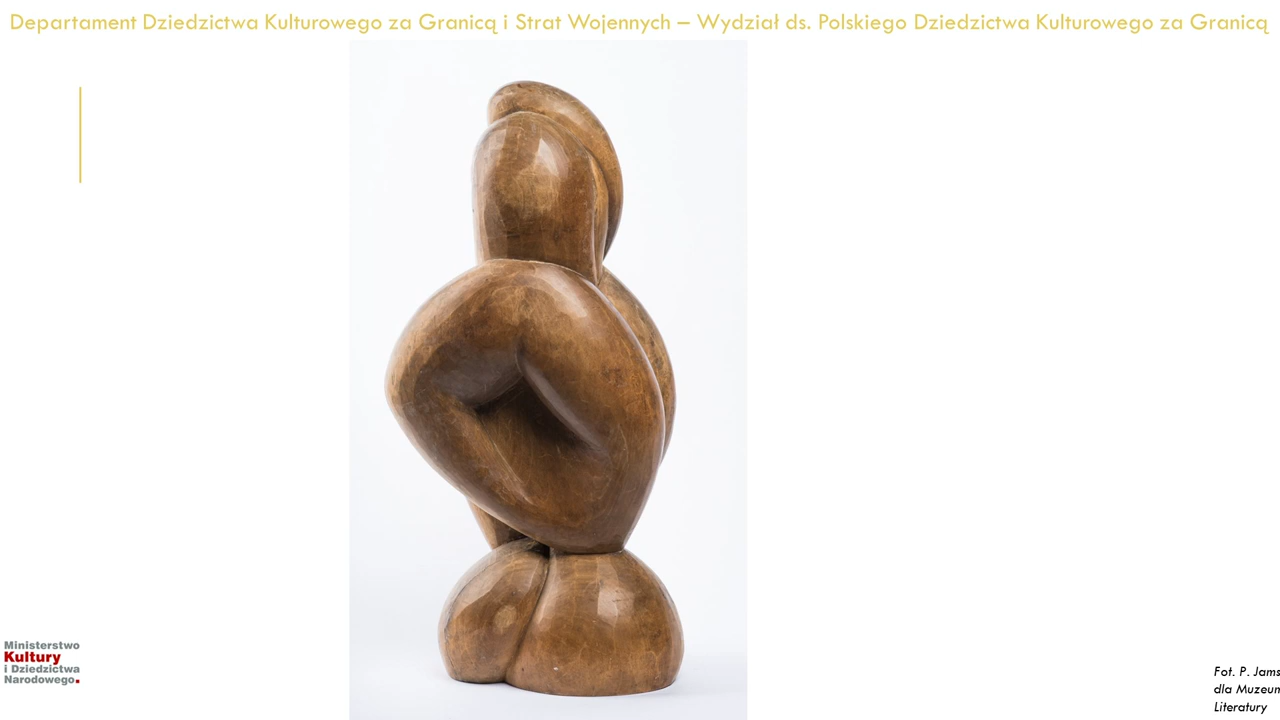 Departament Dziedzictwa Kulturowego za Granicą i Strat Wojennych – Wydział ds. Polskiego Dziedzictwa Kulturowego za Granicą
Ministerstwo
Kultury
i Dziedzictwa
Narodowego.
Fot. P. Jams
dla Muzeum
Literatury